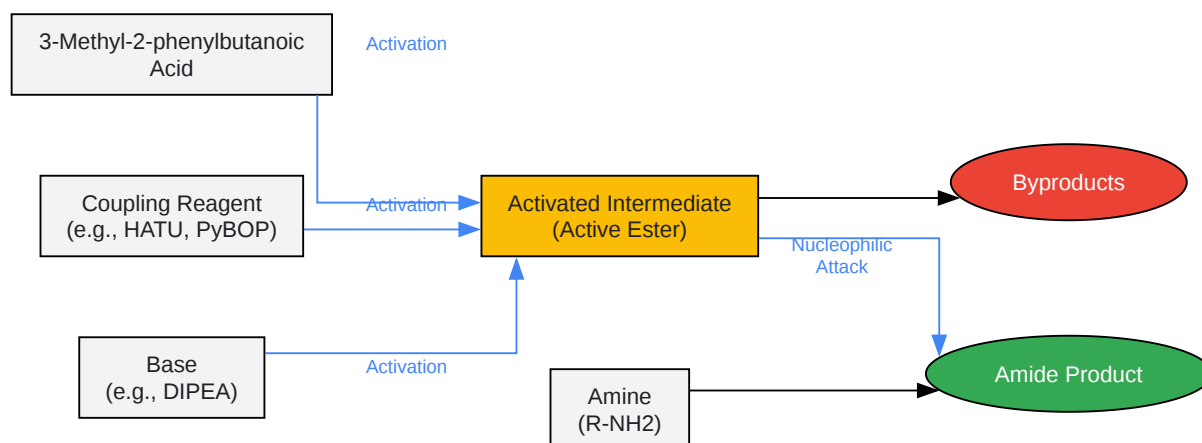 3-Methyl-2-phenylbutanoic
Acid
Activation
Coupling Reagent
(e.g., HATU, PyBOP)
Activation
Activated Intermediate
(Active Ester)
Byproducts
Nucleophilic
Attack
Base
(e.g., DIPEA)
Activation
Amine
(R-NH2)
Amide Product